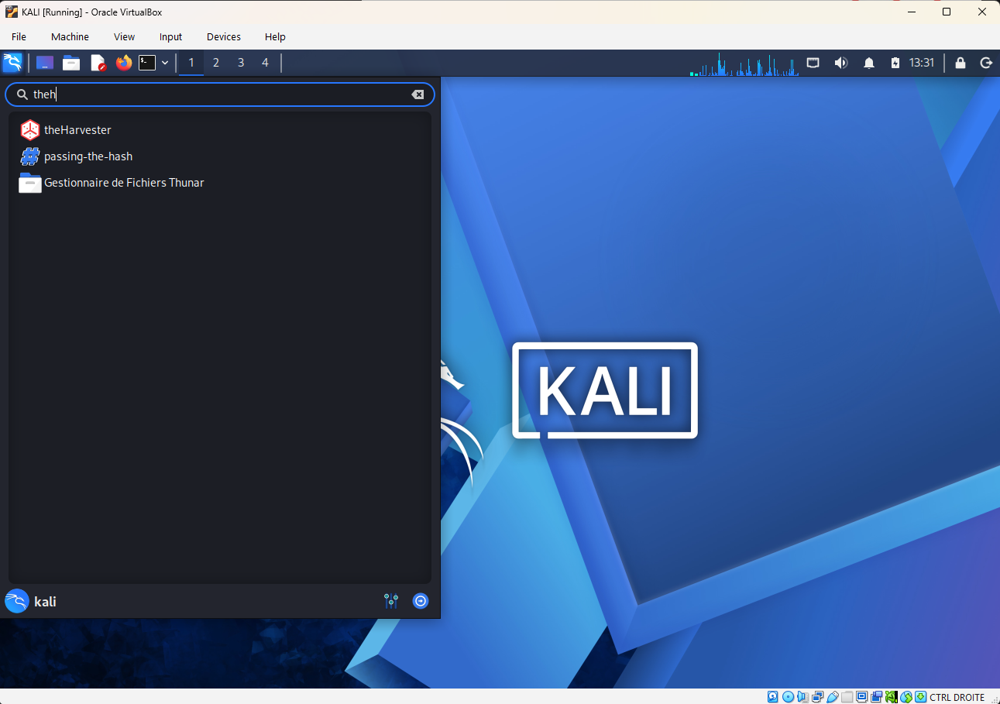 KALI [Running] - Oracle VirtualBox
File Machine View Input Devices Help
1 2 3 4 13:31
theh
theHarvester
passing-the-hash
Gestionnaire de Fichiers Thunar
KALI
kali
CTRL DROITE